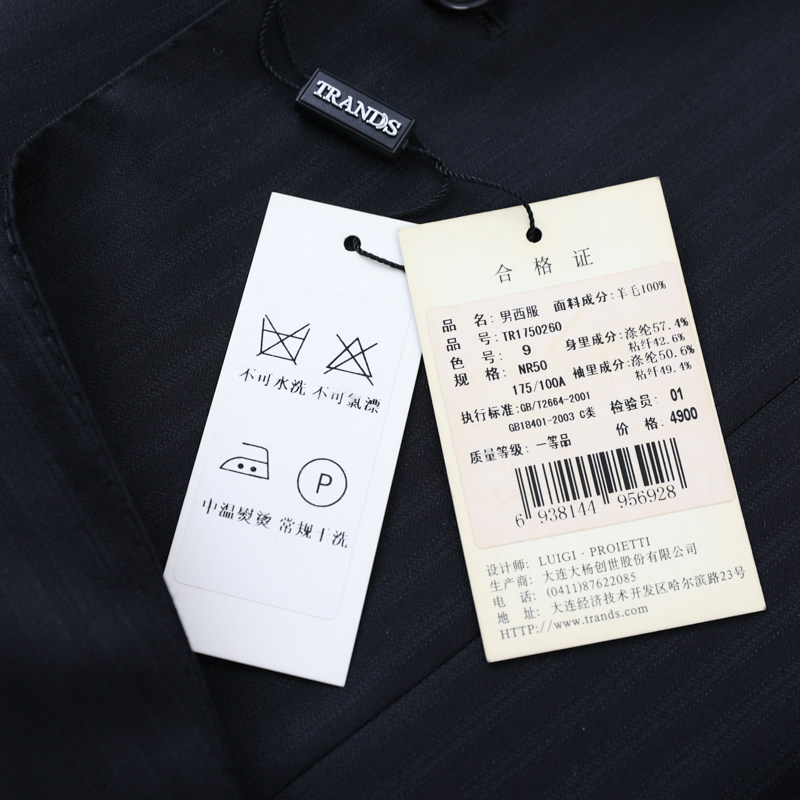 TRANDS
不可水洗 不可氯漂
P
中温熨烫 常规干洗
合格证
品 名: 男西服 面料成分: 羊毛100%
品 号: TR1750260
色 号: 9 身里成分: 涤纶57.4%
粘纤42.6%
规 格: NR50 袖里成分: 涤纶50.6%
175/100A 粘纤49.4%
执行标准: GB/T2664-2001 检验员: 01
GB18401-2003 C类 价 格: 4900
质量等级: 一等品
6 938144 956928
设计师: LUIGI · PROIETTI
生产商: 大连大杨创世股份有限公司
电 话: (0411)87622085
地 址: 大连经济技术开发区哈尔滨路23号
HTTP://www.trands.com